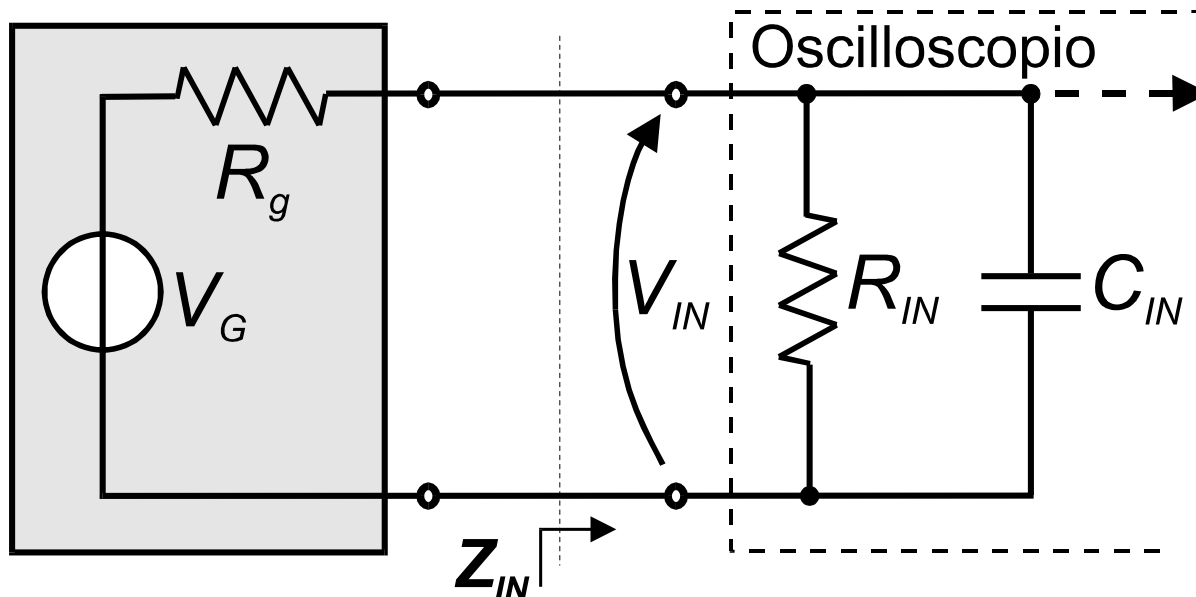 Oscilloscopio
R_g
V_G
V_IN
R_IN
C_IN
Z_IN